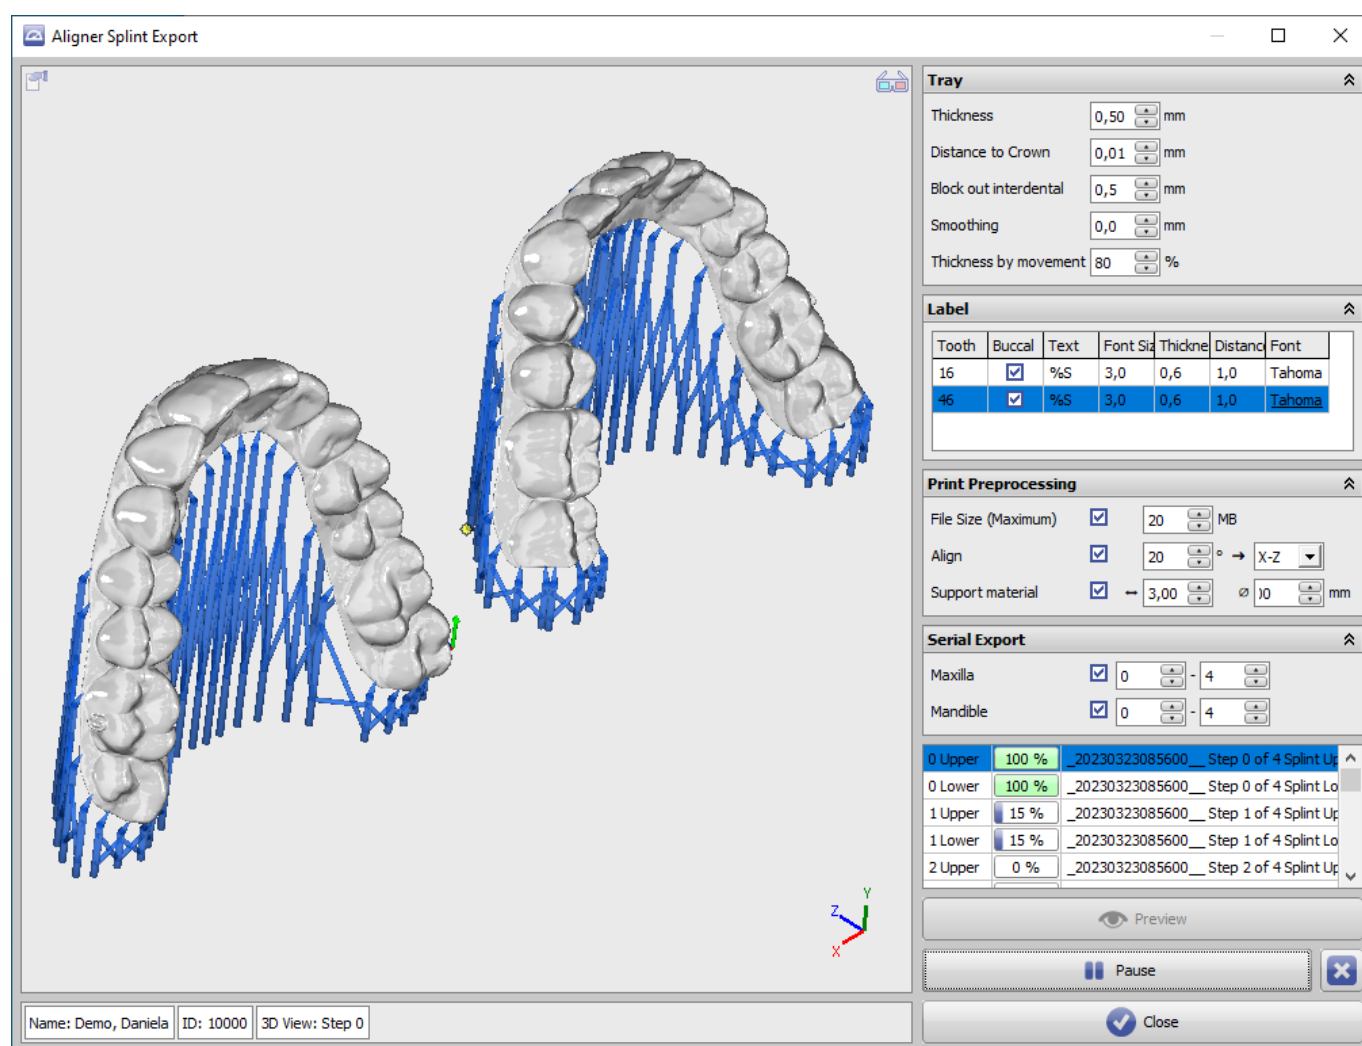 Aligner Splint Export
Tray
Thickness 0,50 mm
Distance to Crown 0,01 mm
Block out interdental 0,5 mm
Smoothing 0,0 mm
Thickness by movement 80 %
Label
Tooth Buccal Text Font Siz Thickne Distanc Font
16 %S 3,0 0,6 1,0 Tahoma
46 %S 3,0 0,6 1,0 Tahoma
Print Preprocessing
File Size (Maximum) 20 MB
Align 20 ° → X-Z
Support material ↔ 3,00 ⌀ )0 mm
Serial Export
Maxilla 0 - 4
Mandible 0 - 4
0 Upper 100 % _20230323085600__ Step 0 of 4 Splint Up
0 Lower 100 % _20230323085600__ Step 0 of 4 Splint Lo
1 Upper 15 % _20230323085600__ Step 1 of 4 Splint Up
1 Lower 15 % _20230323085600__ Step 1 of 4 Splint Lo
2 Upper 0 % _20230323085600__ Step 2 of 4 Splint Up
Preview
Pause
Close
Y
Z
X
Name: Demo, Daniela ID: 10000 3D View: Step 0